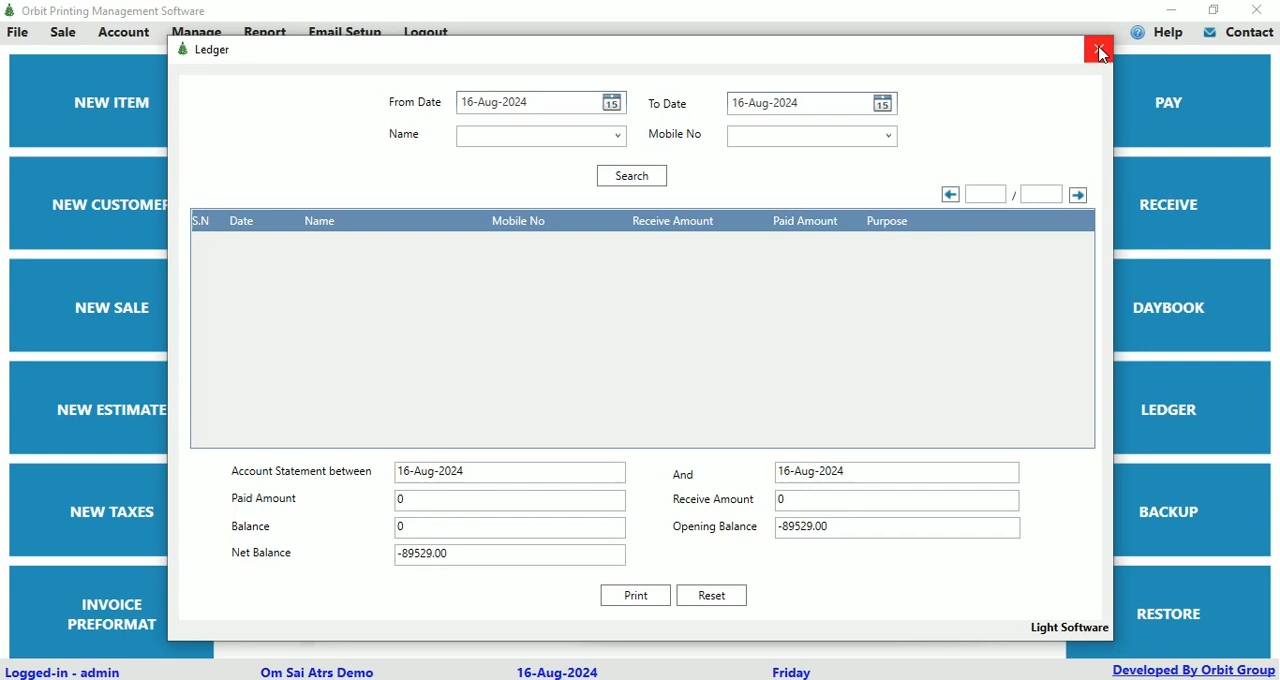 Orbit Printing Management Software
File Sale Account Manage Report Email Setup Logout Help Contact
Ledger
NEW ITEM
NEW CUSTOMER
NEW SALE
NEW ESTIMATE
NEW TAXES
INVOICE
PREFORMAT
From Date 16-Aug-2024 15 To Date 16-Aug-2024 15
Name Mobile No
Search
/
S.N Date Name Mobile No Receive Amount Paid Amount Purpose
Account Statement between 16-Aug-2024 And 16-Aug-2024
Paid Amount 0 Receive Amount 0
Balance 0 Opening Balance -89529.00
Net Balance -89529.00
Print Reset
Light Software
PAY
RECEIVE
DAYBOOK
LEDGER
BACKUP
RESTORE
Logged-in - admin Om Sai Atrs Demo 16-Aug-2024 Friday Developed By Orbit Group